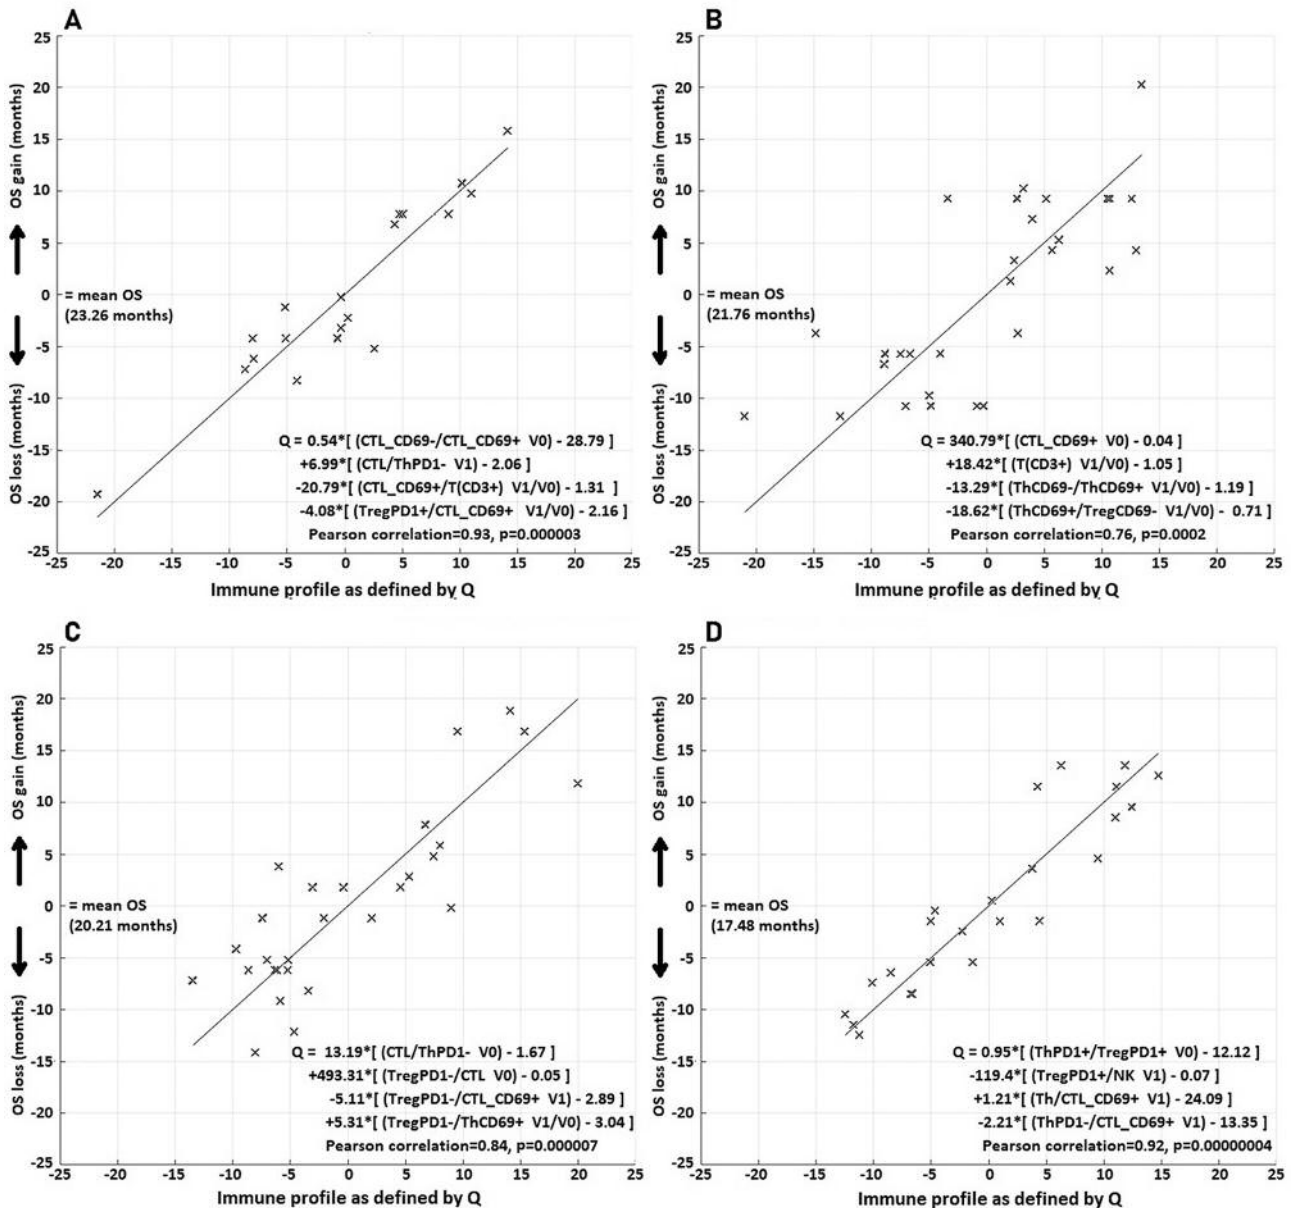 A
25
20
15
10
5
0
-5
-10
-15
-20
-25
OS gain (months)
OS loss (months)
= mean OS
(23.26 months)
Q = 0.54*[ (CTL_CD69-/CTL_CD69+ V0) - 28.79 ]
+6.99*[ (CTL/ThPD1- V1) - 2.06 ]
-20.79*[ (CTL_CD69+/T(CD3+) V1/V0) - 1.31 ]
-4.08*[ (TregPD1+/CTL_CD69+ V1/V0) - 2.16 ]
Pearson correlation=0.93, p=0.000003
-25 -20 -15 -10 -5 0 5 10 15 20 25
Immune profile as defined by Q
B
25
20
15
10
5
0
-5
-10
-15
-20
-25
OS gain (months)
OS loss (months)
= mean OS
(21.76 months)
Q = 340.79*[ (CTL_CD69+ V0) - 0.04 ]
+18.42*[ (T(CD3+) V1/V0) - 1.05 ]
-13.29*[ (ThCD69-/ThCD69+ V1/V0) - 1.19 ]
-18.62*[ (ThCD69+/TregCD69- V1/V0) - 0.71 ]
Pearson correlation=0.76, p=0.0002
-25 -20 -15 -10 -5 0 5 10 15 20 25
Immune profile as defined by Q
C
25
20
15
10
5
0
-5
-10
-15
-20
-25
OS gain (months)
OS loss (months)
= mean OS
(20.21 months)
Q = 13.19*[ (CTL/ThPD1- V0) - 1.67 ]
+493.31*[ (TregPD1-/CTL V0) - 0.05 ]
-5.11*[ (TregPD1-/CTL_CD69+ V1) - 2.89 ]
+5.31*[ (TregPD1-/ThCD69+ V1/V0) - 3.04 ]
Pearson correlation=0.84, p=0.000007
-25 -20 -15 -10 -5 0 5 10 15 20 25
Immune profile as defined by Q
D
25
20
15
10
5
0
-5
-10
-15
-20
-25
OS gain (months)
OS loss (months)
= mean OS
(17.48 months)
Q = 0.95*[ (ThPD1+/TregPD1+ V0) - 12.12 ]
-119.4*[ (TregPD1+/NK V1) - 0.07 ]
+1.21*[ (Th/CTL_CD69+ V1) - 24.09 ]
-2.21*[ (ThPD1-/CTL_CD69+ V1) - 13.35 ]
Pearson correlation=0.92, p=0.00000004
-25 -20 -15 -10 -5 0 5 10 15 20 25
Immune profile as defined by Q